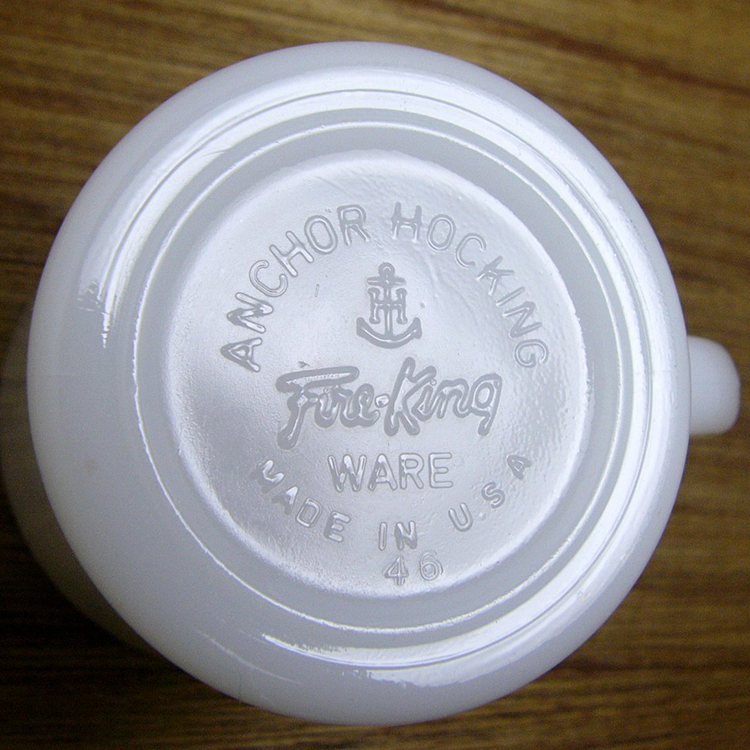 ANCHOR HOCKING
H
Fire-King
WARE
MADE IN U.S.A
46